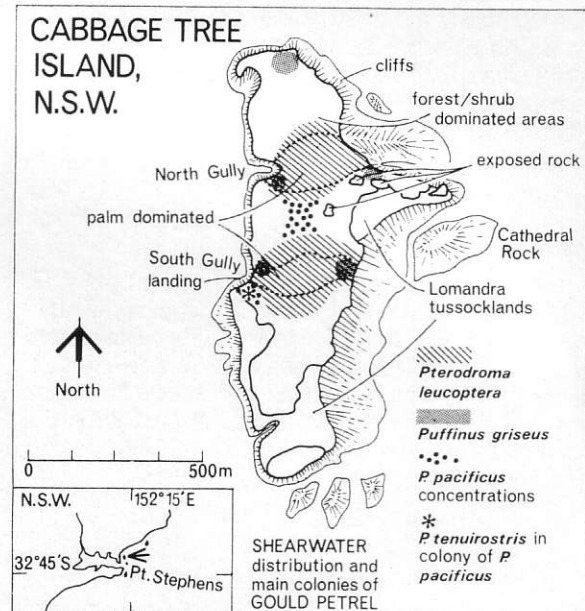 CABBAGE TREE
ISLAND,
N.S.W.
cliffs
forest/shrub
dominated areas
North Gully
exposed rock
palm dominated
Cathedral
Rock
South Gully
landing
Lomandra
tussocklands
North
Pterodroma
leucoptera
Puffinus griseus
P. pacificus
concentrations
P. tenuirostris in
colony of P.
pacificus
0 500m
N.S.W. 152°15'E
32°45'S
Pt. Stephens
SHEARWATER
distribution and
main colonies of
GOULD PETREL